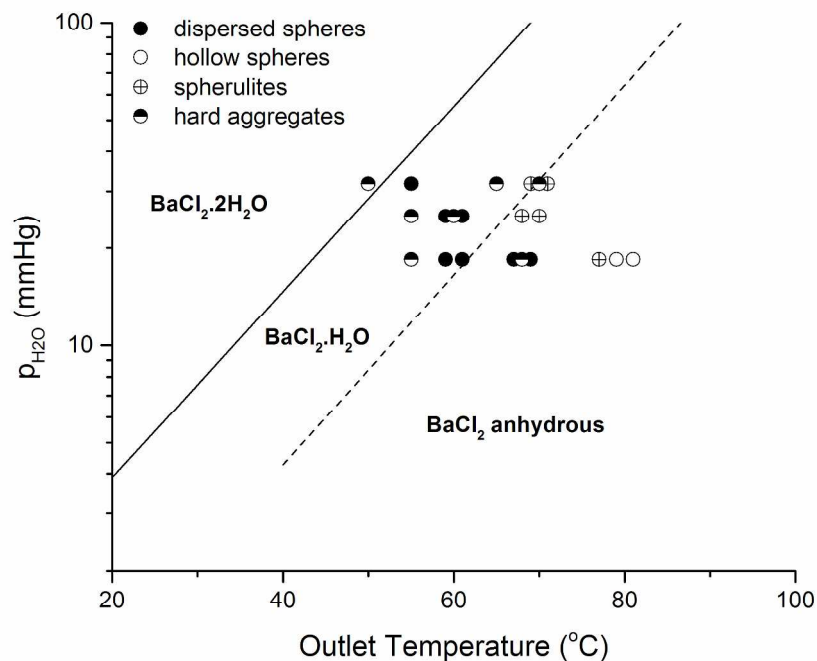 100
dispersed spheres
hollow spheres
spherulites
hard aggregates
BaCl₂.2H₂O
10
BaCl₂.H₂O
BaCl₂ anhydrous
p_H2O (mmHg)
20 40 60 80 100
Outlet Temperature (°C)